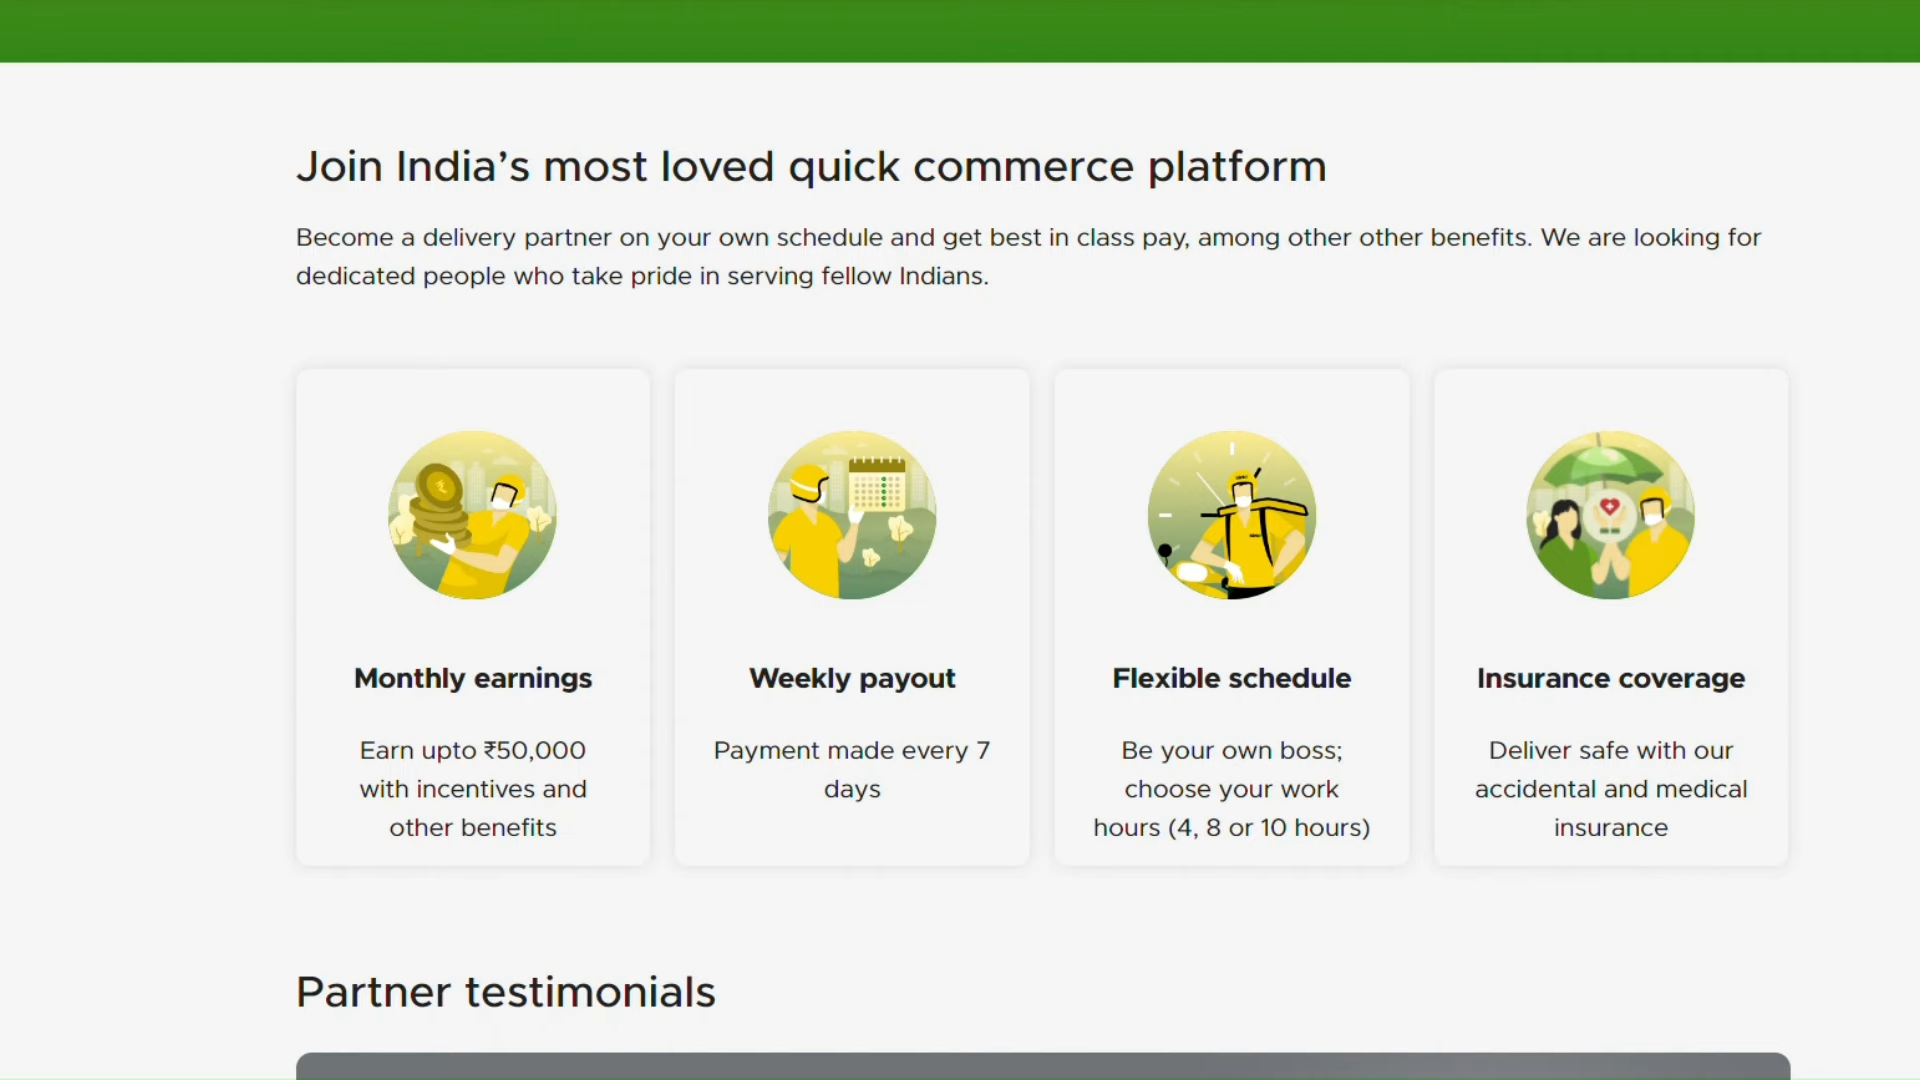 Join India’s most loved quick commerce platform
Become a delivery partner on your own schedule and get best in class pay, among other other benefits. We are looking for
dedicated people who take pride in serving fellow Indians.
Monthly earnings
Earn upto ₹50,000
with incentives and
other benefits
Weekly payout
Payment made every 7
days
Flexible schedule
Be your own boss;
choose your work
hours (4, 8 or 10 hours)
Insurance coverage
Deliver safe with our
accidental and medical
insurance
Partner testimonials